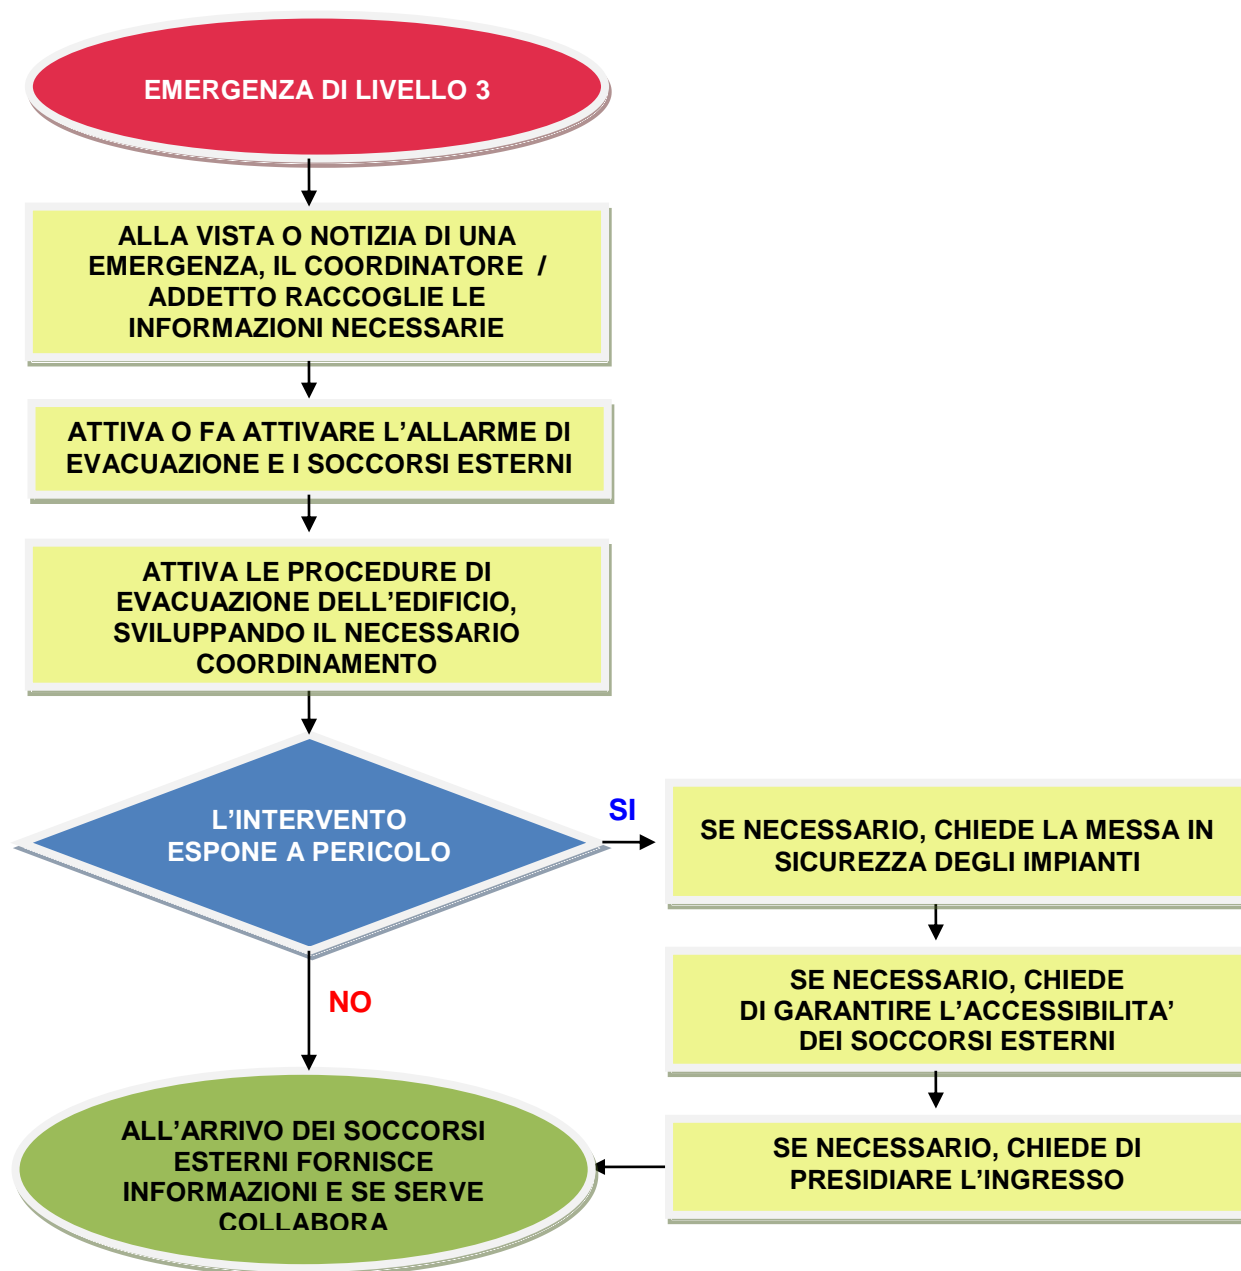 EMERGENZA DI LIVELLO 3
ALLA VISTA O NOTIZIA DI UNA
EMERGENZA, IL COORDINATORE /
ADDETTO RACCOGLIE LE
INFORMAZIONI NECESSARIE
ATTIVA O FA ATTIVARE L’ALLARME DI
EVACUAZIONE E I SOCCORSI ESTERNI
ATTIVA LE PROCEDURE DI
EVACUAZIONE DELL’EDIFICIO,
SVILUPPANDO IL NECESSARIO
COORDINAMENTO
L’INTERVENTO
ESPONE A PERICOLO
SI
SE NECESSARIO, CHIEDE LA MESSA IN
SICUREZZA DEGLI IMPIANTI
SE NECESSARIO, CHIEDE
DI GARANTIRE L’ACCESSIBILITA’
DEI SOCCORSI ESTERNI
SE NECESSARIO, CHIEDE DI
PRESIDIARE L’INGRESSO
NO
ALL’ARRIVO DEI SOCCORSI
ESTERNI FORNISCE
INFORMAZIONI E SE SERVE
COLLABORA